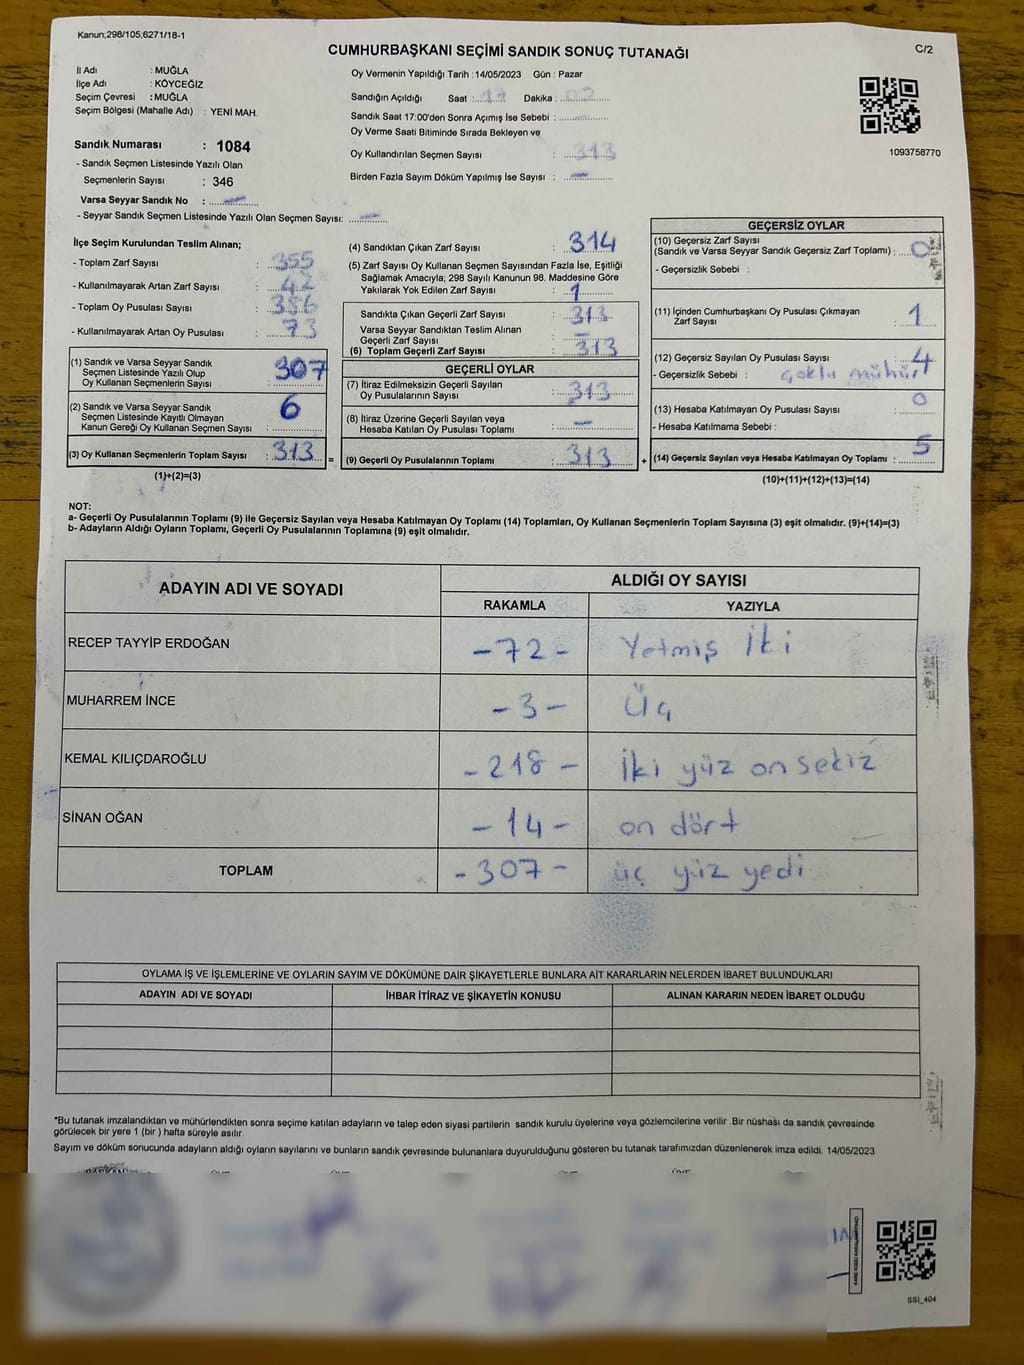 Kanun;298/105;6271/18-1
CUMHURBAŞKANI SEÇİMİ SANDIK SONUÇ TUTANAĞI
C/2
İl Adı : MUĞLA
İlçe Adı : KÖYCEĞİZ
Seçim Çevresi : MUĞLA
Seçim Bölgesi (Mahalle Adı) : YENİ MAH.
Sandık Numarası : 1084
- Sandık Seçmen Listesinde Yazılı Olan
Seçmenlerin Sayısı : 346
Varsa Seyyar Sandık No : —
- Seyyar Sandık Seçmen Listesinde Yazılı Olan Seçmen Sayısı: —
Oy Vermenin Yapıldığı Tarih : 14/05/2023 Gün : Pazar
Sandığın Açıldığı Saat : Dakika :
Sandık Saat 17:00'den Sonra Açımış İse Sebebi :
Oy Verme Saati Bitiminde Sırada Bekleyen ve
Oy Kullandırılan Seçmen Sayısı : 313
Birden Fazla Sayım Döküm Yapılmış İse Sayısı : —
1093758770
İlçe Seçim Kurulundan Teslim Alınan;
- Toplam Zarf Sayısı : 355
- Kullanılmayarak Artan Zarf Sayısı : 42
- Toplam Oy Pusulası Sayısı : 386
- Kullanılmayarak Artan Oy Pusulası : 73
(1) Sandık ve Varsa Seyyar Sandık
Seçmen Listesinde Yazılı Olup
Oy Kullanan Seçmenlerin Sayısı : 307
(2) Sandık ve Varsa Seyyar Sandık
Seçmen Listesinde Kayıtlı Olmayan
Kanun Gereği Oy Kullanan Seçmen Sayısı : 6
(3) Oy Kullanan Seçmenlerin Toplam Sayısı : 313
(1)+(2)=(3)
(4) Sandıktan Çıkan Zarf Sayısı : 314
(5) Zarf Sayısı Oy Kullanan Seçmen Sayısından Fazla İse, Eşitliği
Sağlamak Amacıyla; 298 Sayılı Kanunun 98. Maddesine Göre
Yakılarak Yok Edilen Zarf Sayısı : 1
Sandıkta Çıkan Geçerli Zarf Sayısı : 313
Varsa Seyyar Sandıktan Teslim Alınan
Geçerli Zarf Sayısı : —
(6) Toplam Geçerli Zarf Sayısı : 313
=
GEÇERLİ OYLAR
(7) İtiraz Edilmeksizin Geçerli Sayılan
Oy Pusulalarının Sayısı : 313
(8) İtiraz Üzerine Geçerli Sayılan veya
Hesaba Katılan Oy Pusulası Toplamı : —
(9) Geçerli Oy Pusulalarının Toplamı : 313
+
GEÇERSİZ OYLAR
(10) Geçersiz Zarf Sayısı
(Sandık ve Varsa Seyyar Sandık Geçersiz Zarf Toplamı) : 0
- Geçersizlik Sebebi :
(11) İçinden Cumhurbaşkanı Oy Pusulası Çıkmayan
Zarf Sayısı : 1
(12) Geçersiz Sayılan Oy Pusulası Sayısı : 4
- Geçersizlik Sebebi : çoklu mühür
(13) Hesaba Katılmayan Oy Pusulası Sayısı : 0
- Hesaba Katılmama Sebebi :
(14) Geçersiz Sayılan veya Hesaba Katılmayan Oy Toplamı : 5
(10)+(11)+(12)+(13)=(14)
NOT:
a- Geçerli Oy Pusulalarının Toplamı (9) ile Geçersiz Sayılan veya Hesaba Katılmayan Oy Toplamı (14) Toplamları, Oy Kullanan Seçmenlerin Toplam Sayısına (3) eşit olmalıdır. (9)+(14)=(3)
b- Adayların Aldığı Oyların Toplamı, Geçerli Oy Pusulalarının Toplamına (9) eşit olmalıdır.
ADAYIN ADI VE SOYADI
ALDIĞI OY SAYISI
RAKAMLA YAZIYLA
RECEP TAYYİP ERDOĞAN -72- Yetmiş İki
MUHARREM İNCE -3- Üç
KEMAL KILIÇDAROĞLU -218- İki yüz on sekiz
SİNAN OĞAN -14- on dört
TOPLAM -307- üç yüz yedi
OYLAMA İŞ VE İŞLEMLERİNE VE OYLARIN SAYIM VE DÖKÜMÜNE DAİR ŞİKAYETLERLE BUNLARA AİT KARARLARIN NELERDEN İBARET BULUNDUKLARI
ADAYIN ADI VE SOYADI İHBAR İTİRAZ VE ŞİKAYETİN KONUSU ALINAN KARARIN NEDEN İBARET OLDUĞU
*Bu tutanak imzalandıktan ve mühürlendikten sonra seçime katılan adayların ve talep eden siyasi partilerin sandık kurulu üyelerine veya gözlemcilerine verilir. Bir nüshası da sandık çevresinde
görülecek bir yere 1 (bir) hafta süreyle asılır.
Sayım ve döküm sonucunda adayların aldığı oyların sayılarını ve bunların sandık çevresinde bulunanlara duyurulduğunu gösteren bu tutanak tarafımızdan düzenlenerek imza edildi. 14/05/2023
SSI_404